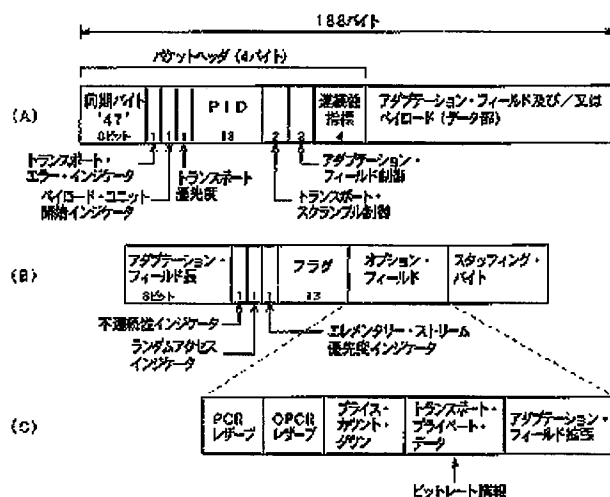 188バイト
パケットヘッダ (4バイト)
(A)
同期バイト
'47'
8ビット
1
1
1
PID
13
2
2
連続性
指標
4
アダプテーション・フィールド及び/又は
ペイロード (データ部)
トランスポート・
エラー・インジケータ
ペイロード・ユニット
開始インジケータ
トランスポート
優先度
アダプテーション・
フィールド制御
トランスポート・
スクランブル制御
(B)
アダプテーション・
フィールド長
8ビット
1
1
1
フラグ
13
オプション・
フィールド
スタッフィング・
バイト
不連続性インジケータ
ランダムアクセス
インジケータ
エレメンタリー・ストリーム
優先度インジケータ
(C)
PCR
レザーブ
OPCR
レザーブ
プライス・
カウント・
ダウン
トランスポート・
プライベート・
データ
アダプテーション・
フィールド拡張
ビットレート情報